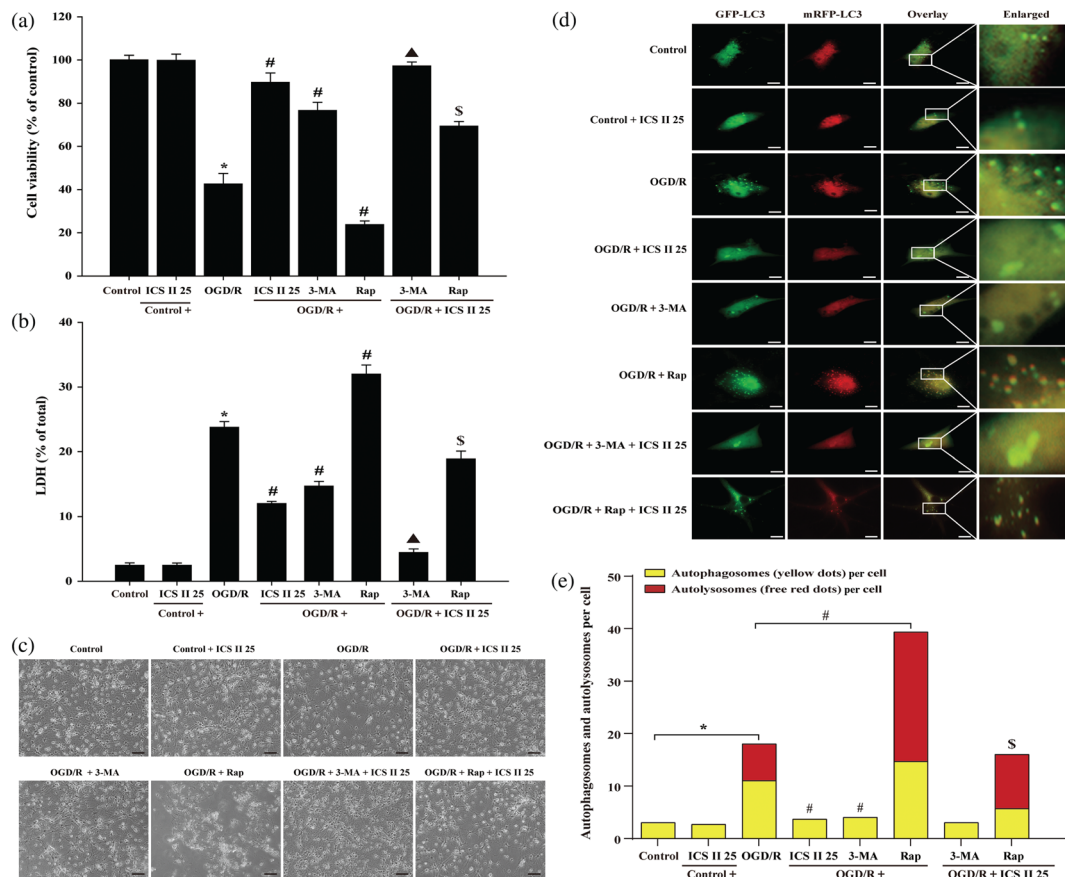 (a)
Cell viability (% of control)
120
100
80
60
40
20
0
*
#
#
#
▲
$
Control ICS II 25 OGD/R ICS II 25 3-MA Rap 3-MA Rap
Control + OGD/R + OGD/R + ICS II 25
(b)
LDH (% of total)
40
30
20
10
0
*
#
#
#
▲
$
Control ICS II 25 OGD/R ICS II 25 3-MA Rap 3-MA Rap
Control + OGD/R + OGD/R + ICS II 25
(c)
Control Control + ICS II 25 OGD/R OGD/R + ICS II 25
OGD/R + 3-MA OGD/R + Rap OGD/R + 3-MA + ICS II 25 OGD/R + Rap + ICS II 25
(d)
GFP-LC3 mRFP-LC3 Overlay Enlarged
Control
Control + ICS II 25
OGD/R
OGD/R + ICS II 25
OGD/R + 3-MA
OGD/R + Rap
OGD/R + 3-MA + ICS II 25
OGD/R + Rap + ICS II 25
(e)
Autophagosomes and autolysosomes per cell
Autophagosomes (yellow dots) per cell
Autolysosomes (free red dots) per cell
50
40
30
20
10
0
*
#
#
#
$
Control ICS II 25 OGD/R ICS II 25 3-MA Rap 3-MA Rap
Control + OGD/R + OGD/R + ICS II 25